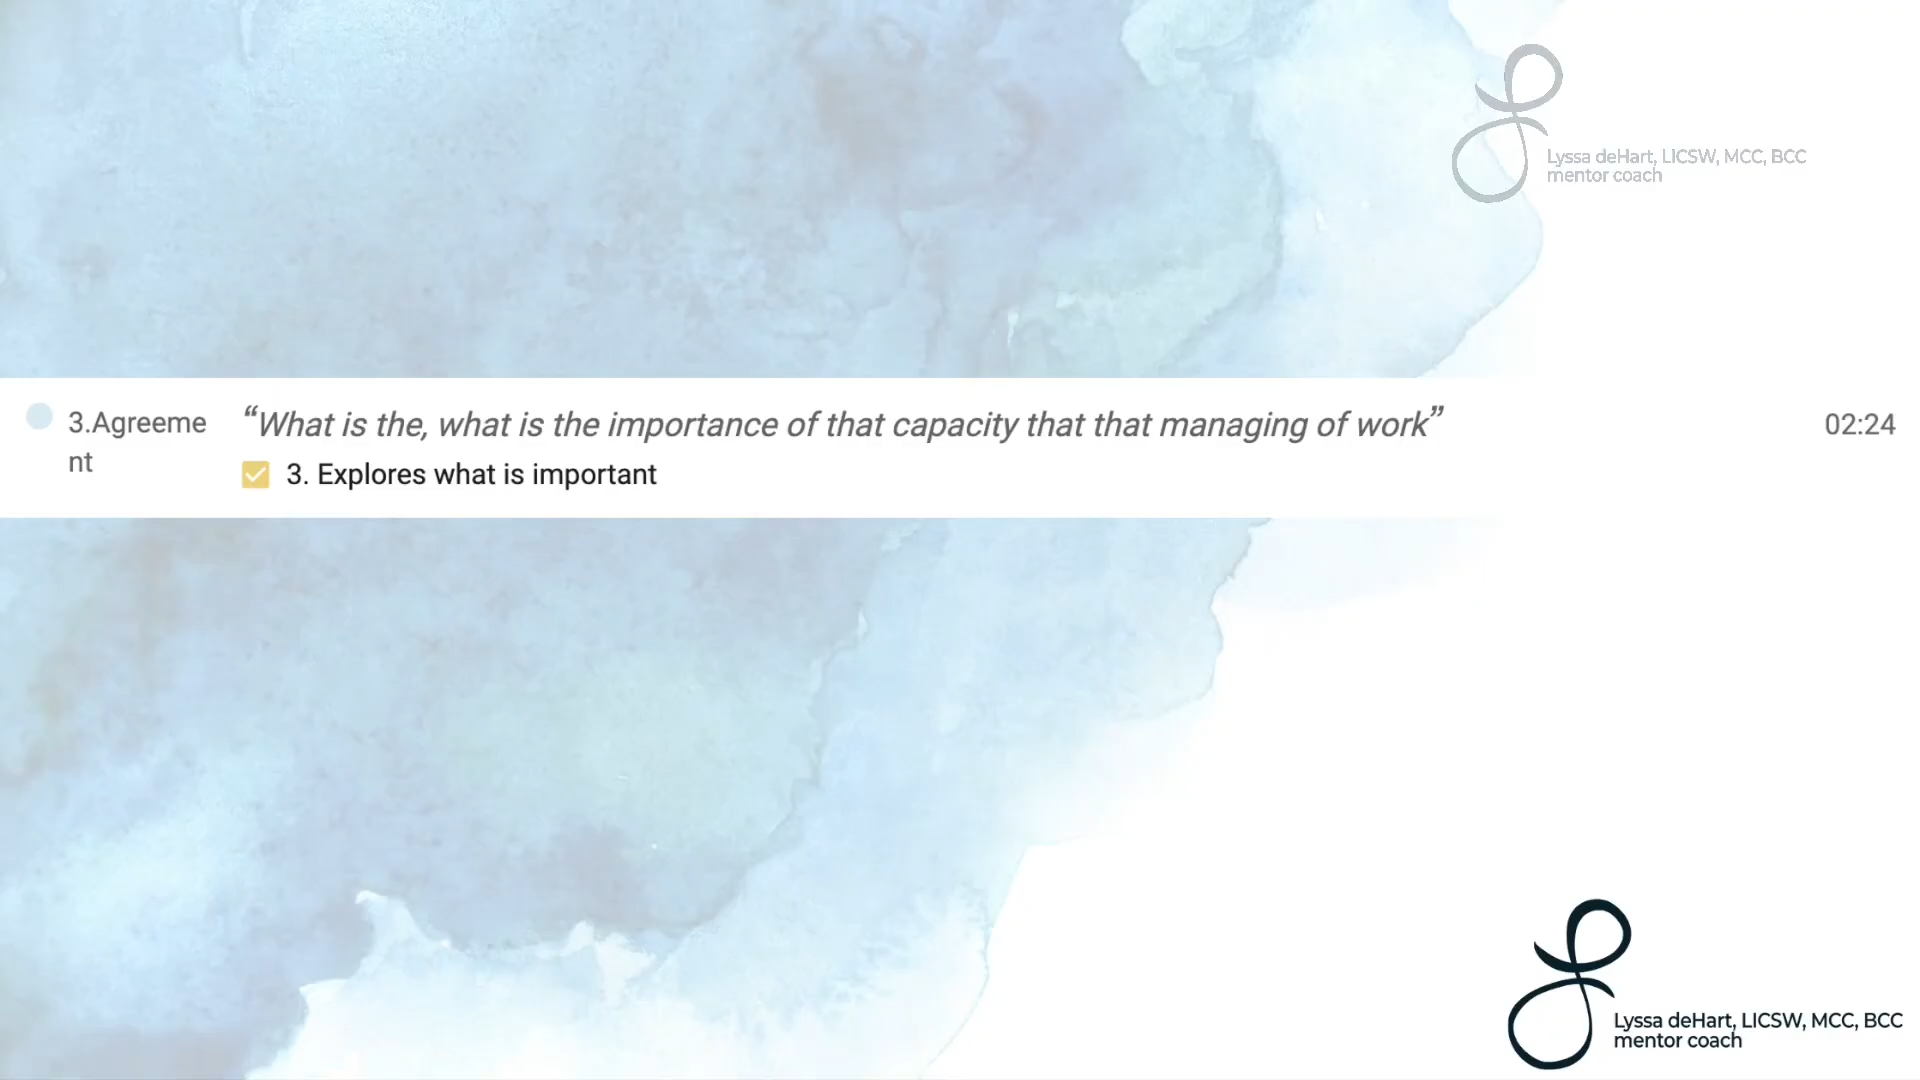 Lyssa deHart, LICSW, MCC, BCC
mentor coach
3.Agreeme
nt
“What is the, what is the importance of that capacity that that managing of work”
02:24
3. Explores what is important
Lyssa deHart, LICSW, MCC, BCC
mentor coach